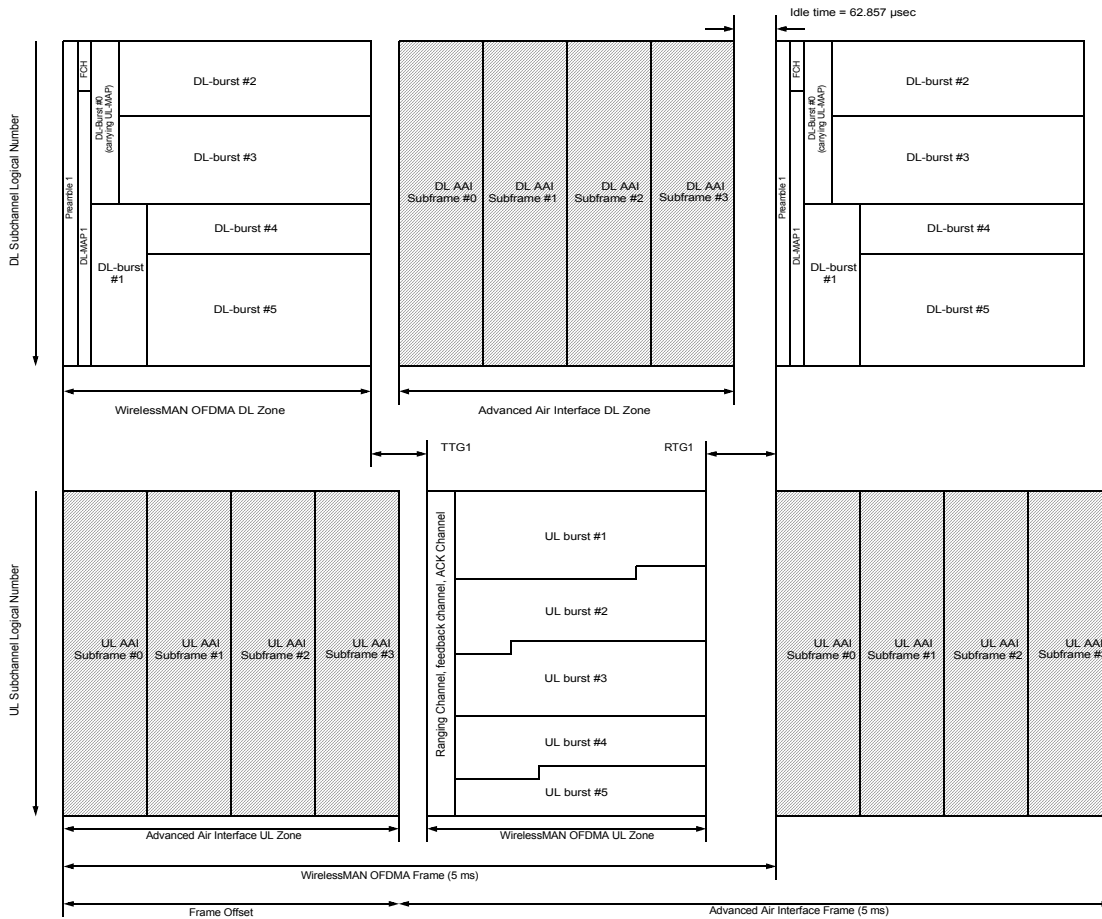 Idle time = 62.857 µsec
DL Subchannel Logical Number
Preamble 1
FCH
DL-MAP 1
DL-Burst #0
(carrying UL-MAP)
DL-burst #2
DL-burst #3
DL-burst
#1
DL-burst #4
DL-burst #5
DL AAI
Subframe #0
DL AAI
Subframe #1
DL AAI
Subframe #2
DL AAI
Subframe #3
Preamble 1
FCH
DL-MAP 1
DL-Burst #0
(carrying UL-MAP)
DL-burst #2
DL-burst #3
DL-burst
#1
DL-burst #4
DL-burst #5
WirelessMAN OFDMA DL Zone
Advanced Air Interface DL Zone
TTG1
RTG1
UL Subchannel Logical Number
UL AAI
Subframe #0
UL AAI
Subframe #1
UL AAI
Subframe #2
UL AAI
Subframe #3
Ranging Channel, feedback channel, ACK Channel
UL burst #1
UL burst #2
UL burst #3
UL burst #4
UL burst #5
UL AAI
Subframe #0
UL AAI
Subframe #1
UL AAI
Subframe #2
UL AAI
Subframe
Advanced Air Interface UL Zone
WirelessMAN OFDMA UL Zone
WirelessMAN OFDMA Frame (5 ms)
Frame Offset
Advanced Air Interface Frame (5 ms)